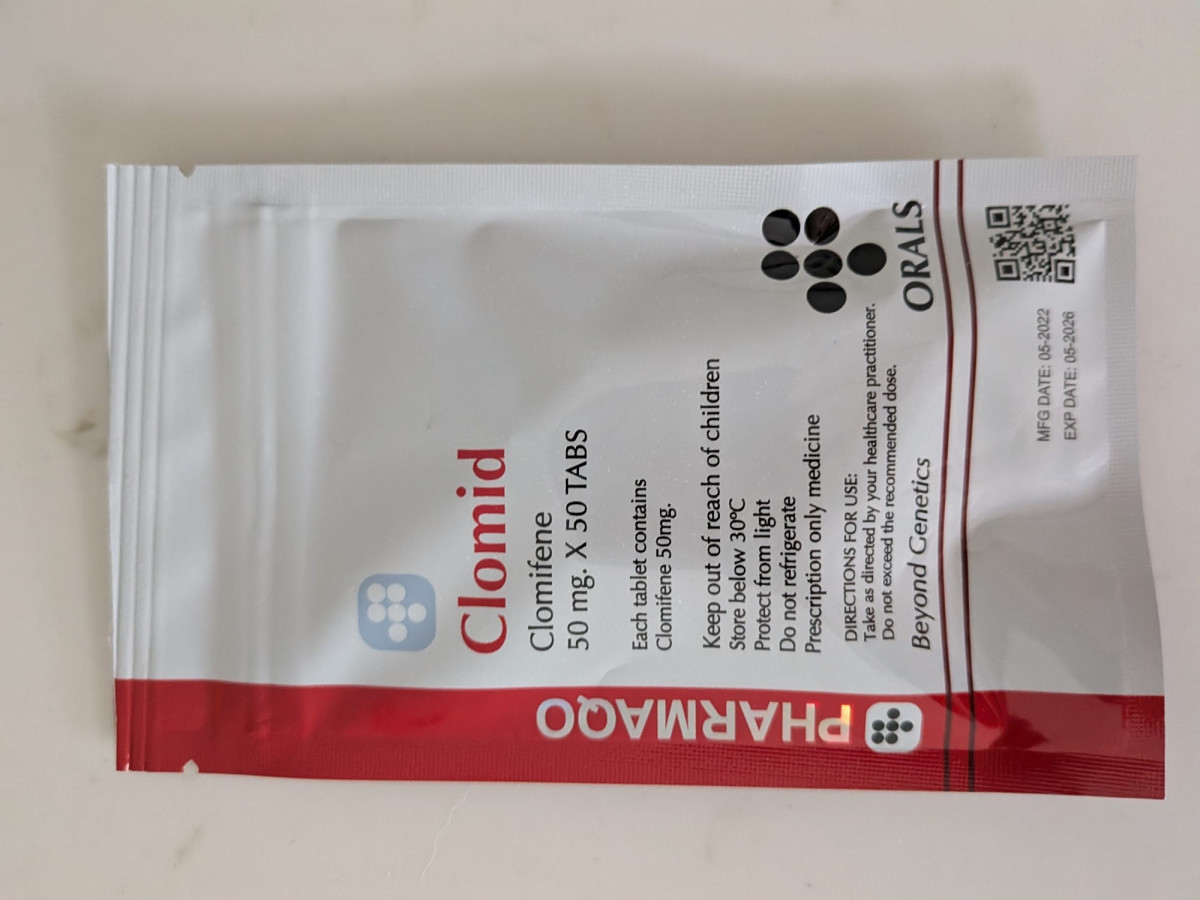 Clomid
Clomifene
50 mg. X 50 TABS
Each tablet contains
Clomifene 50mg.
Keep out of reach of children
Store below 30ºC
Protect from light
Do not refrigerate
Prescription only medicine
DIRECTIONS FOR USE:
Take as directed by your healthcare practitioner.
Do not exceed the recommended dose.
Beyond Genetics
ORALS
MFG DATE: 05-2022
EXP DATE: 05-2026
PHARMAQO